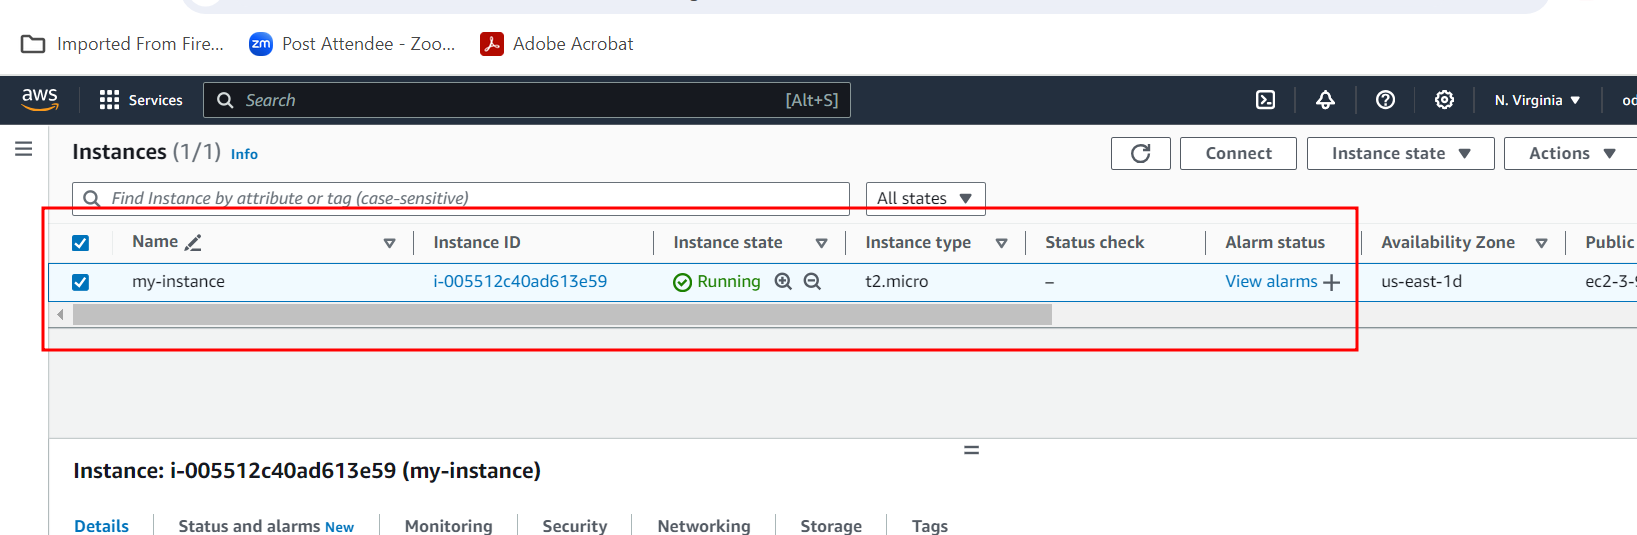 Imported From Fire... Post Attendee - Zoo... Adobe Acrobat
aws Services Search [Alt+S] N. Virginia
Instances (1/1) Info Connect Instance state Actions
Find Instance by attribute or tag (case-sensitive) All states
Name Instance ID Instance state Instance type Status check Alarm status Availability Zone Public
my-instance i-005512c40ad613e59 Running t2.micro – View alarms + us-east-1d ec2-3-
Instance: i-005512c40ad613e59 (my-instance)
Details Status and alarms New Monitoring Security Networking Storage Tags